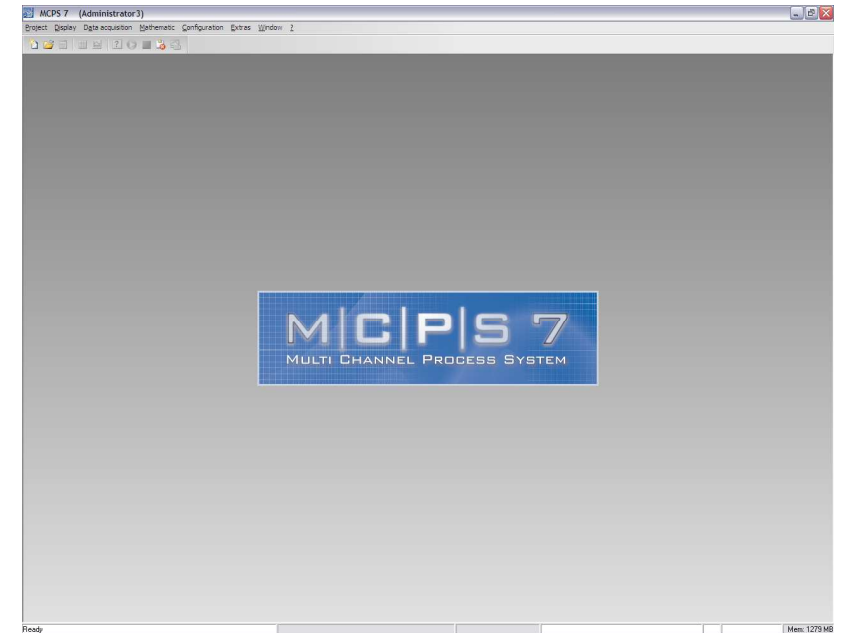 MCPS 7 (Administrator3)
Project Display Data acquisition Mathematic Configuration Extras Window ?
M|C|P|S 7
MULTI CHANNEL PROCESS SYSTEM
Ready Mem: 1279 MB